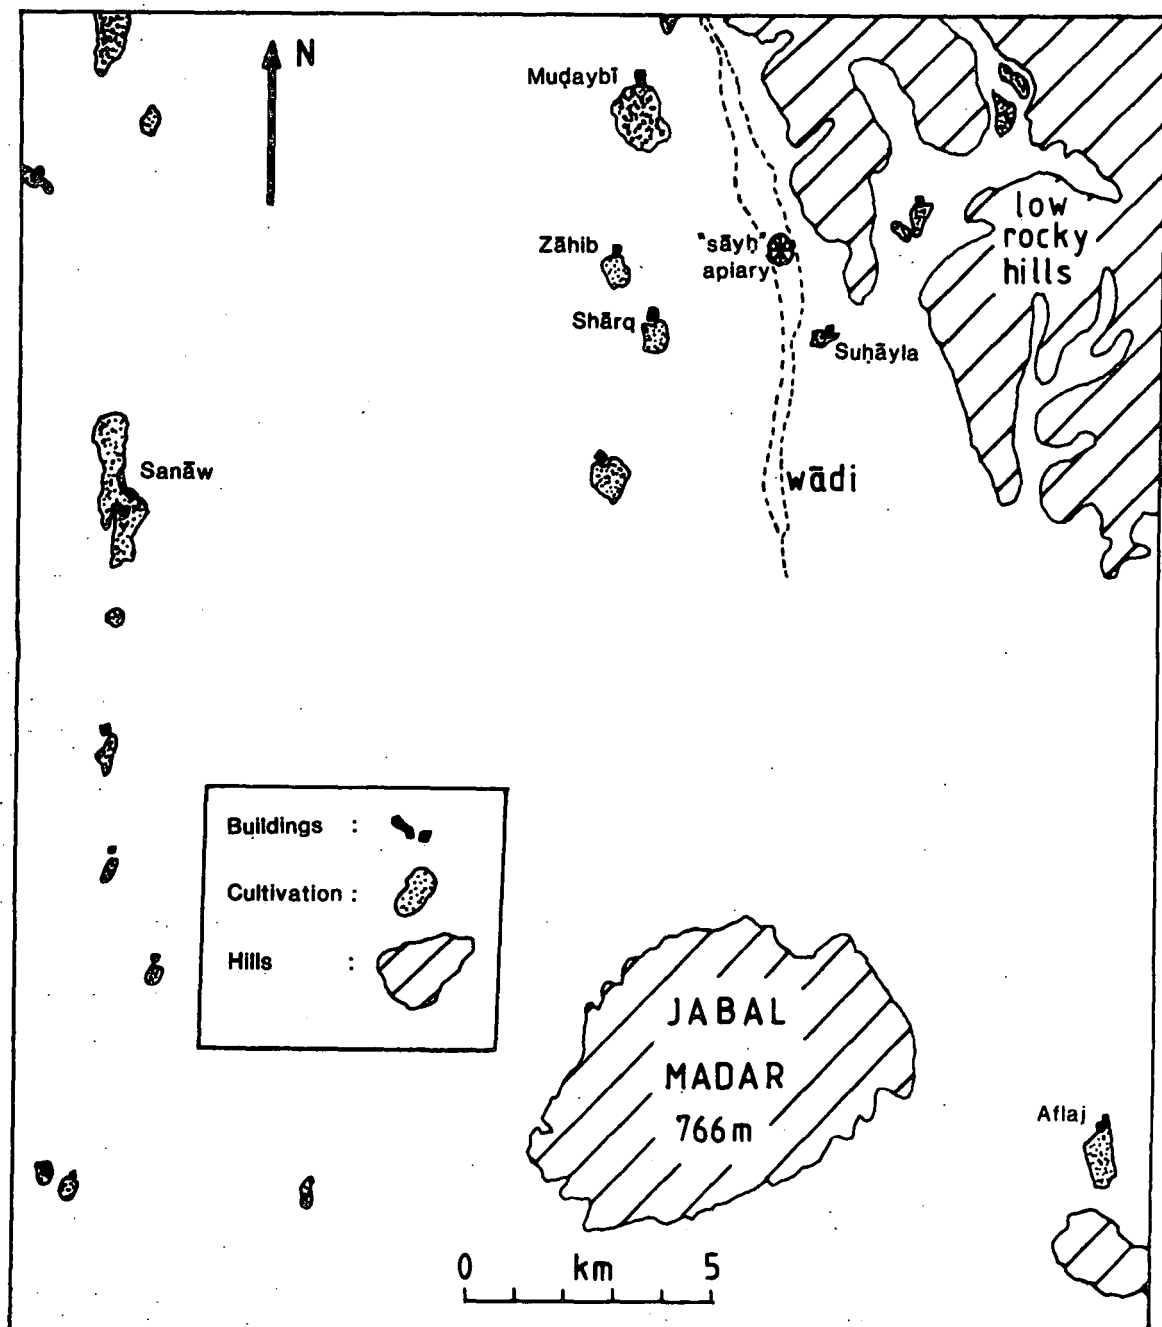 N
Muḍaybī
low
rocky
hills
Zāhib
"sāyḥ"
apiary
Shārq
Suḥāyla
Sanāw
wādi
Buildings :
Cultivation :
Hills :
JABAL
MADAR
766m
Aflaj
0 km 5